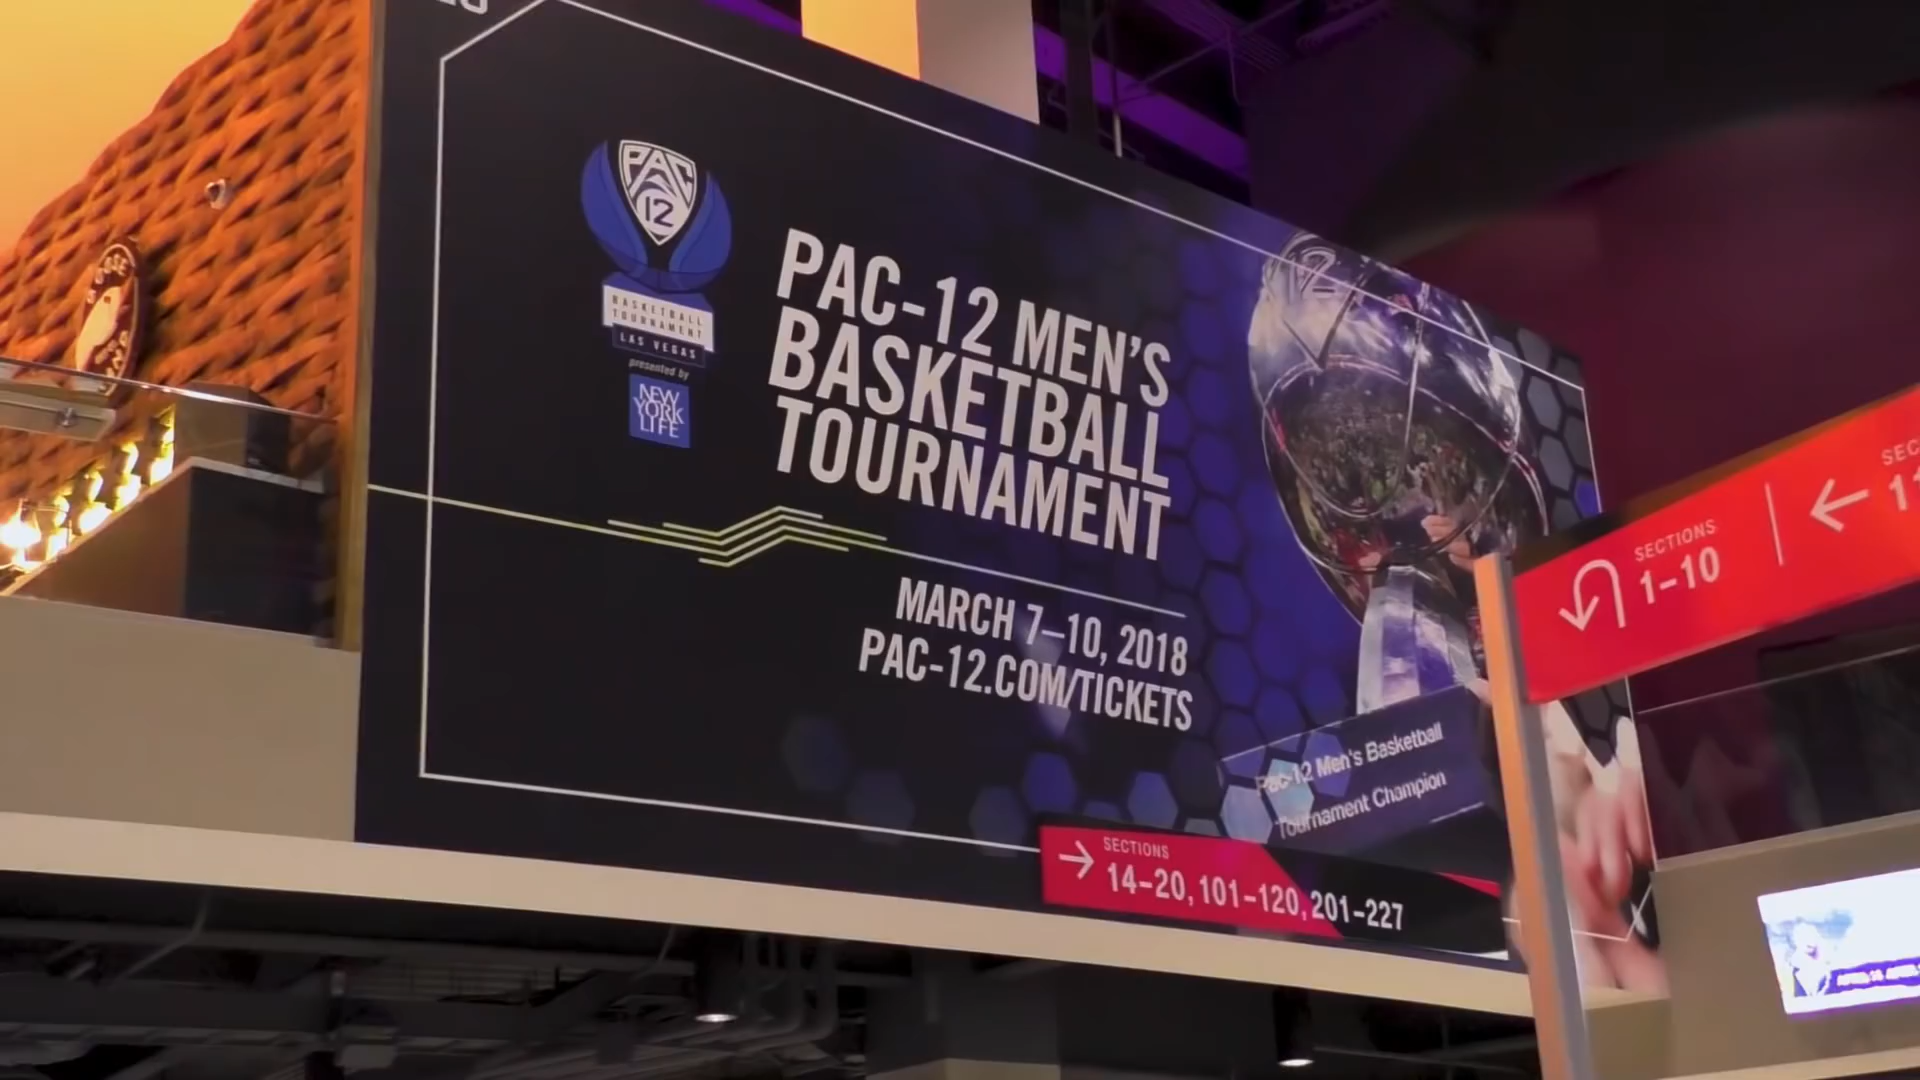 PAC
12
BASKETBALL
TOURNAMENT
LAS VEGAS
presented by
NEW
YORK
LIFE
PAC-12 MEN'S
BASKETBALL
TOURNAMENT
MARCH 7–10, 2018
PAC-12.COM/TICKETS
12
Pac-12 Men's Basketball
Tournament Champion
SECTIONS
14–20, 101–120, 201–227
SECTIONS
1–10